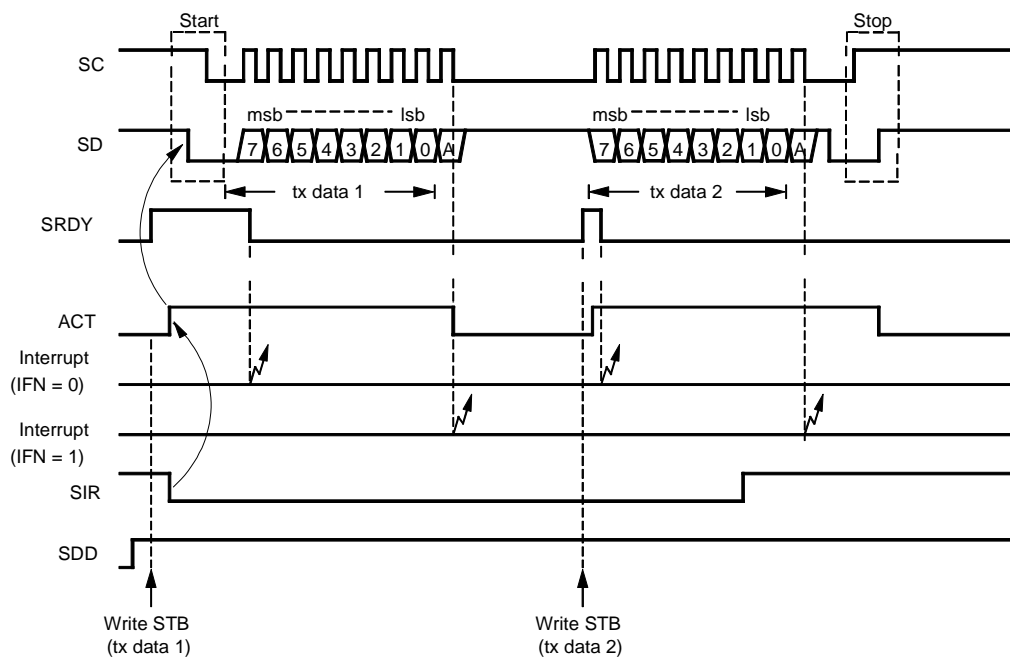 Start
Stop
SC
msb lsb
msb lsb
SD
7 6 5 4 3 2 1 0 A
7 6 5 4 3 2 1 0 A
tx data 1
tx data 2
SRDY
ACT
Interrupt
(IFN = 0)
Interrupt
(IFN = 1)
SIR
SDD
Write STB
(tx data 1)
Write STB
(tx data 2)